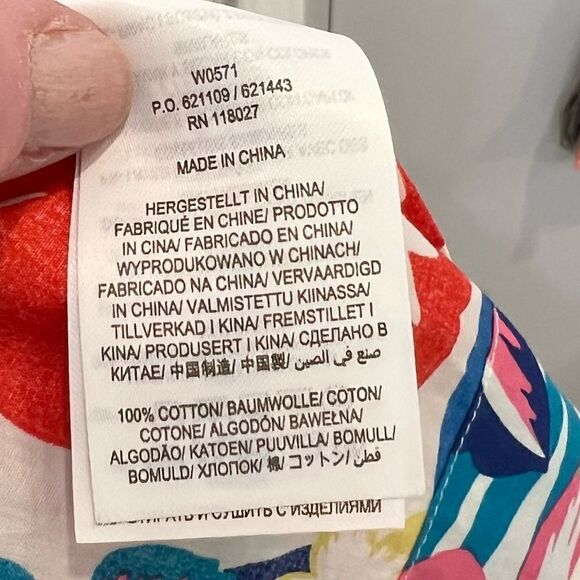 W0571
P.O. 621109 / 621443
RN 118027
MADE IN CHINA
HERGESTELLT IN CHINA/
FABRIQUÉ EN CHINE/ PRODOTTO
IN CINA/ FABRICADO EN CHINA/
WYPRODUKOWANO W CHINACH/
FABRICADO NA CHINA/ VERVAARDIGD
IN CHINA/ VALMISTETTU KIINASSA/
TILLVERKAD I KINA/ FREMSTILLET I
KINA/ PRODUSERT I KINA/ СДЕЛАНО В
КИТАЕ/ 中国制造/ 中国製/ صنع في الصين
100% COTTON/ BAUMWOLLE/ COTON/
COTONE/ ALGODÓN/ BAWEŁNA/
ALGODÃO/ KATOEN/ PUUVILLA/ BOMULL/
BOMULD/ ХЛОПОК/ 棉/ コットン/ قطن
СТИРАТЬ И СУШИТЬ С ИЗДЕЛИЯМИ